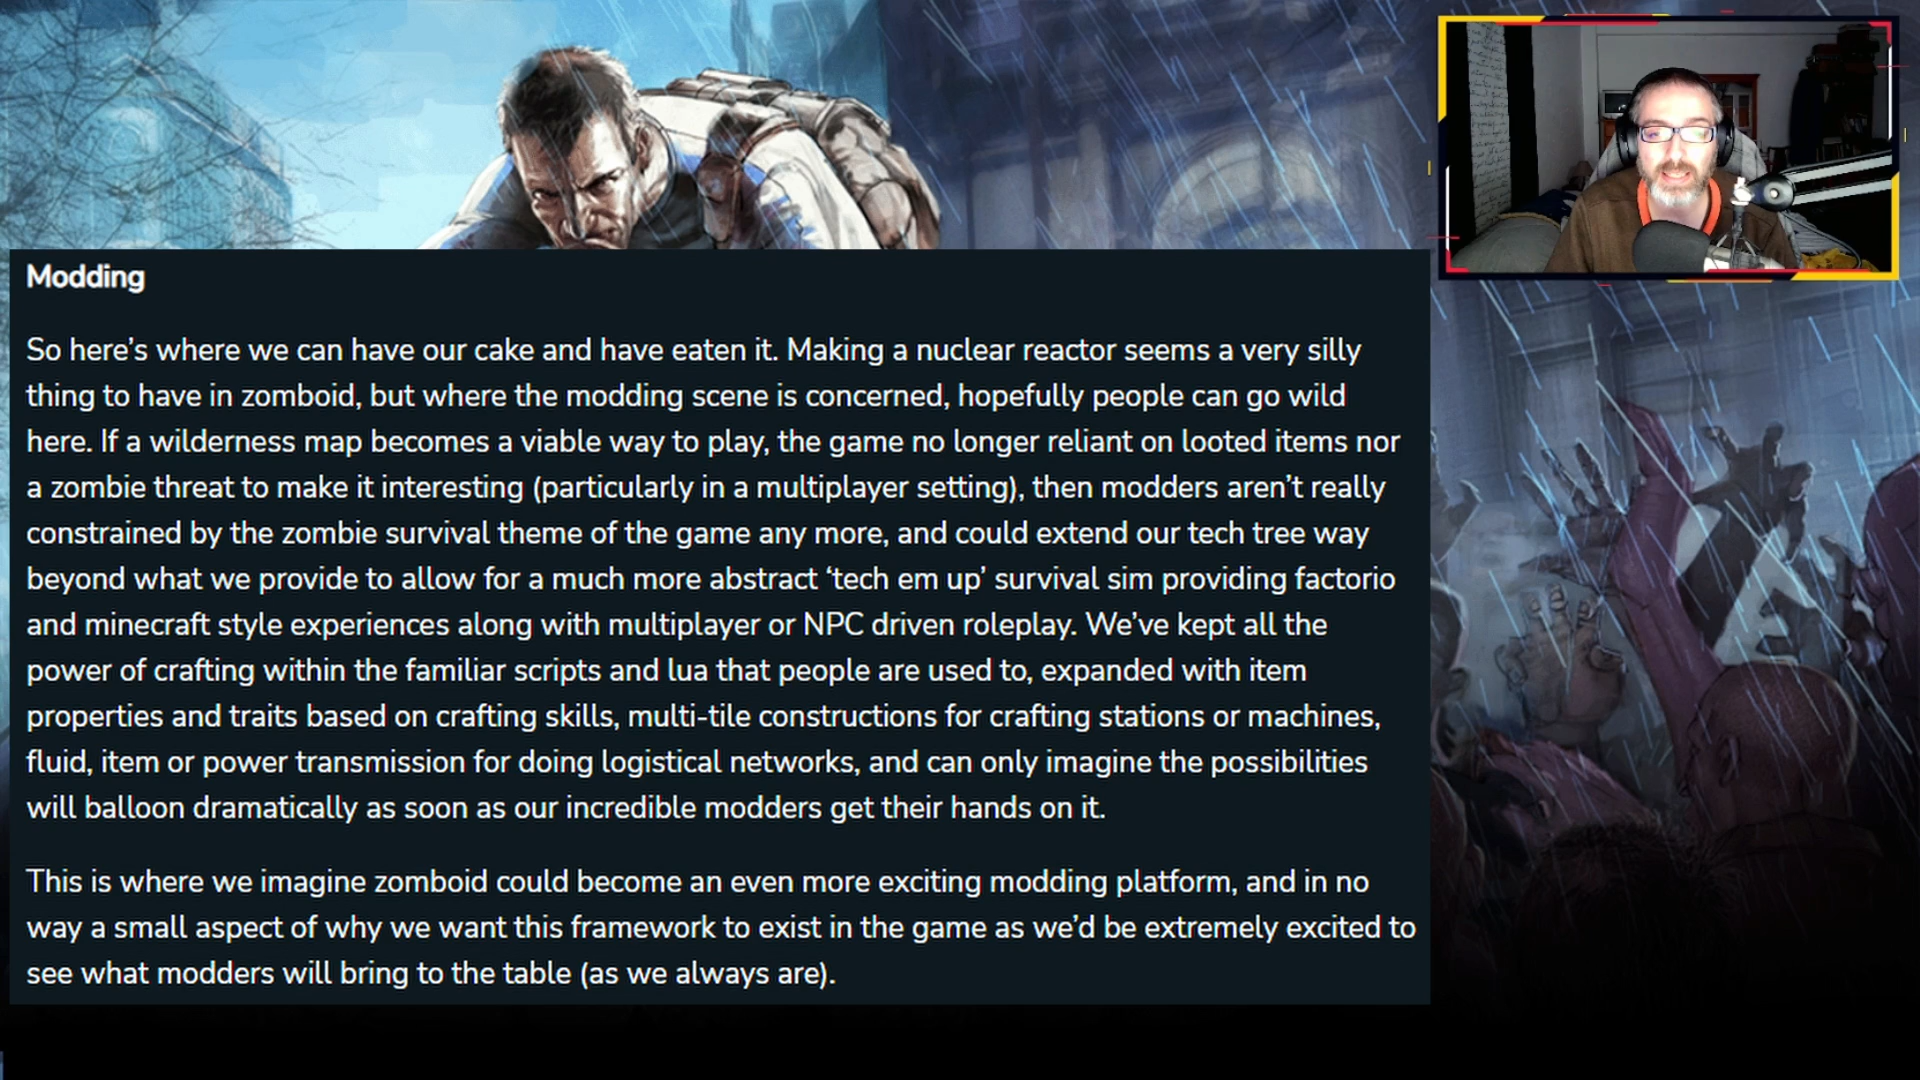 Modding
So here’s where we can have our cake and have eaten it. Making a nuclear reactor seems a very silly
thing to have in zomboid, but where the modding scene is concerned, hopefully people can go wild
here. If a wilderness map becomes a viable way to play, the game no longer reliant on looted items nor
a zombie threat to make it interesting (particularly in a multiplayer setting), then modders aren’t really
constrained by the zombie survival theme of the game any more, and could extend our tech tree way
beyond what we provide to allow for a much more abstract ‘tech em up’ survival sim providing factorio
and minecraft style experiences along with multiplayer or NPC driven roleplay. We’ve kept all the
power of crafting within the familiar scripts and lua that people are used to, expanded with item
properties and traits based on crafting skills, multi-tile constructions for crafting stations or machines,
fluid, item or power transmission for doing logistical networks, and can only imagine the possibilities
will balloon dramatically as soon as our incredible modders get their hands on it.
This is where we imagine zomboid could become an even more exciting modding platform, and in no
way a small aspect of why we want this framework to exist in the game as we’d be extremely excited to
see what modders will bring to the table (as we always are).